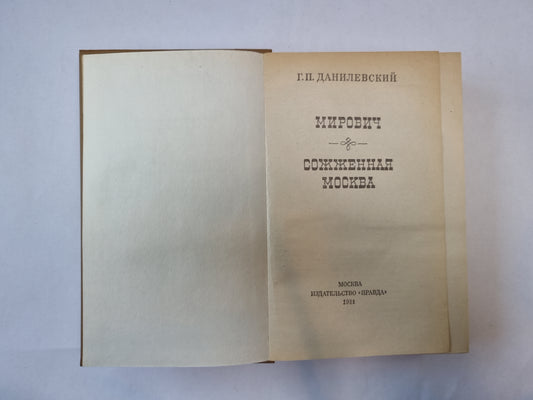 Г.П. ДАНИЛЕВСКИЙ
МИРОВИЧ
СОЖЖЕННАЯ
МОСКВА
МОСКВА
ИЗДАТЕЛЬСТВО «ПРАВДА»